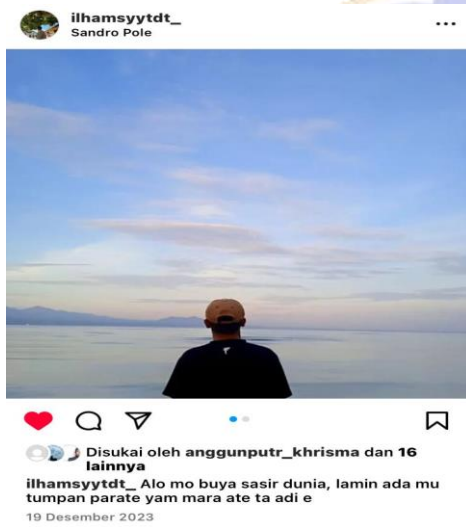 ilhamsyytdt_
Sandro Pole
Disukai oleh anggunputr_khrisma dan 16
lainnya
ilhamsyytdt_ Alo mo buya sasir dunia, lamin ada mu
tumpan parate yam mara ate ta adi e
19 Desember 2023